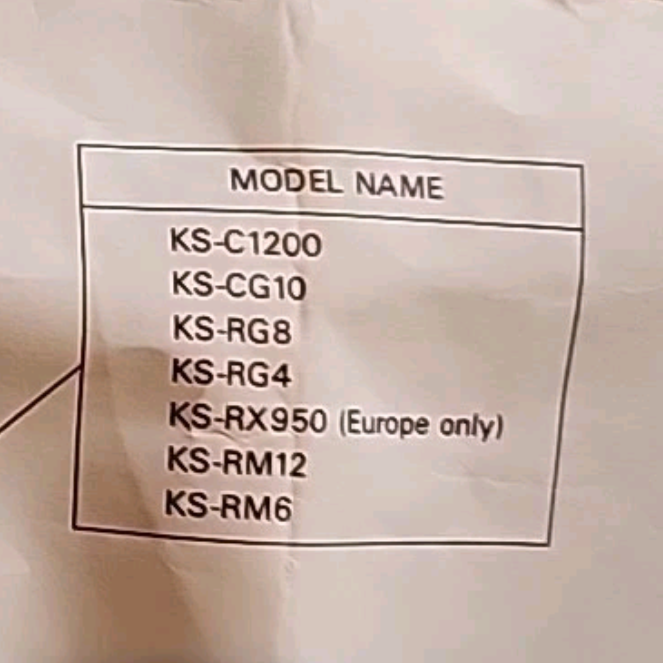 MODEL NAME
KS-C1200
KS-CG10
KS-RG8
KS-RG4
KS-RX950 (Europe only)
KS-RM12
KS-RM6